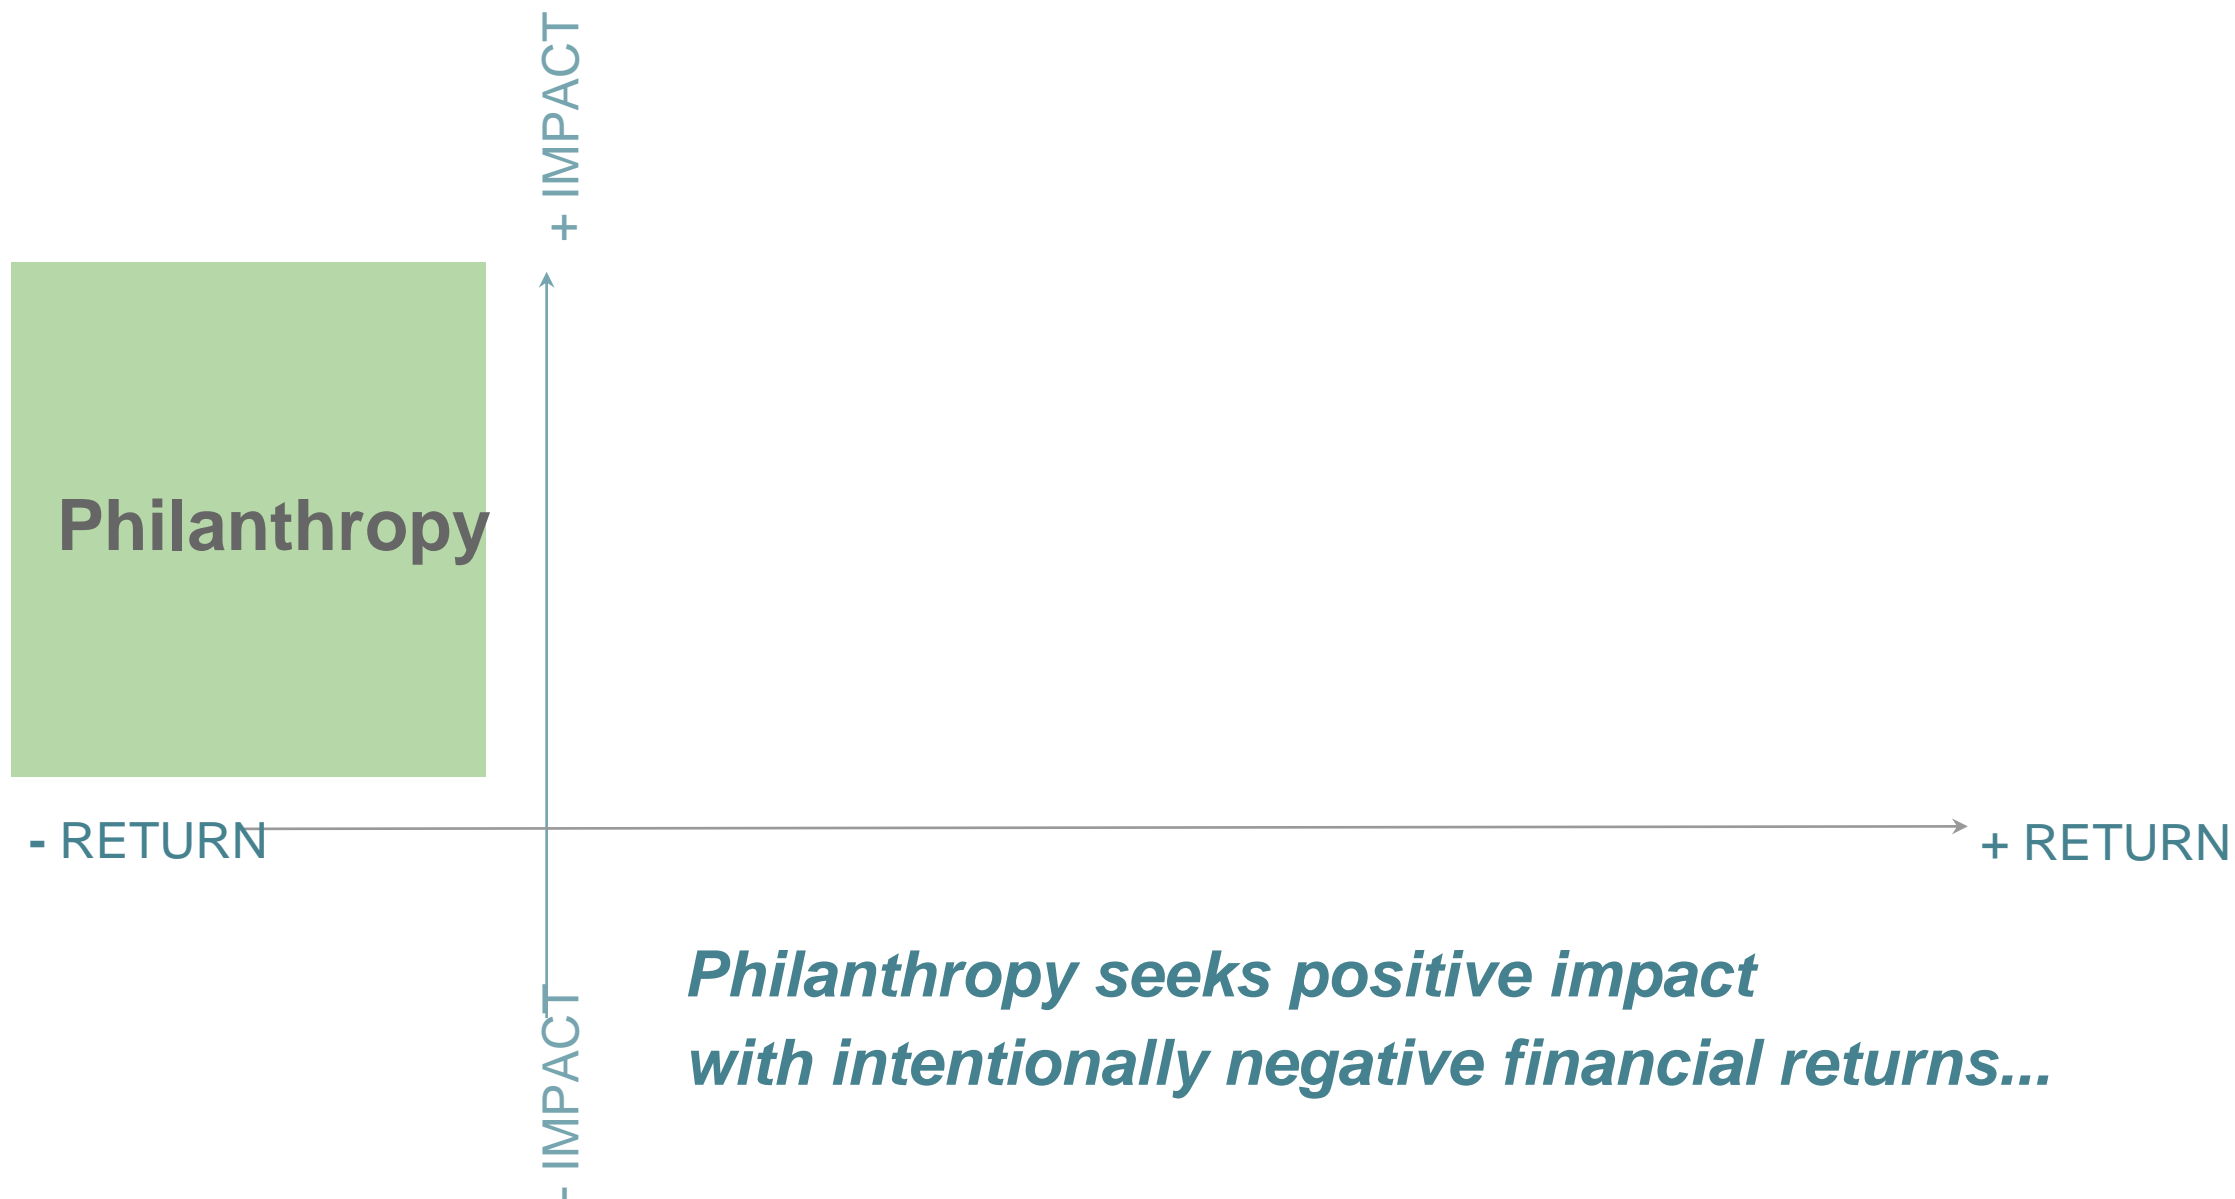 + IMPACT
Philanthropy
- RETURN
+ RETURN
Philanthropy seeks positive impact
with intentionally negative financial returns...
- IMPACT